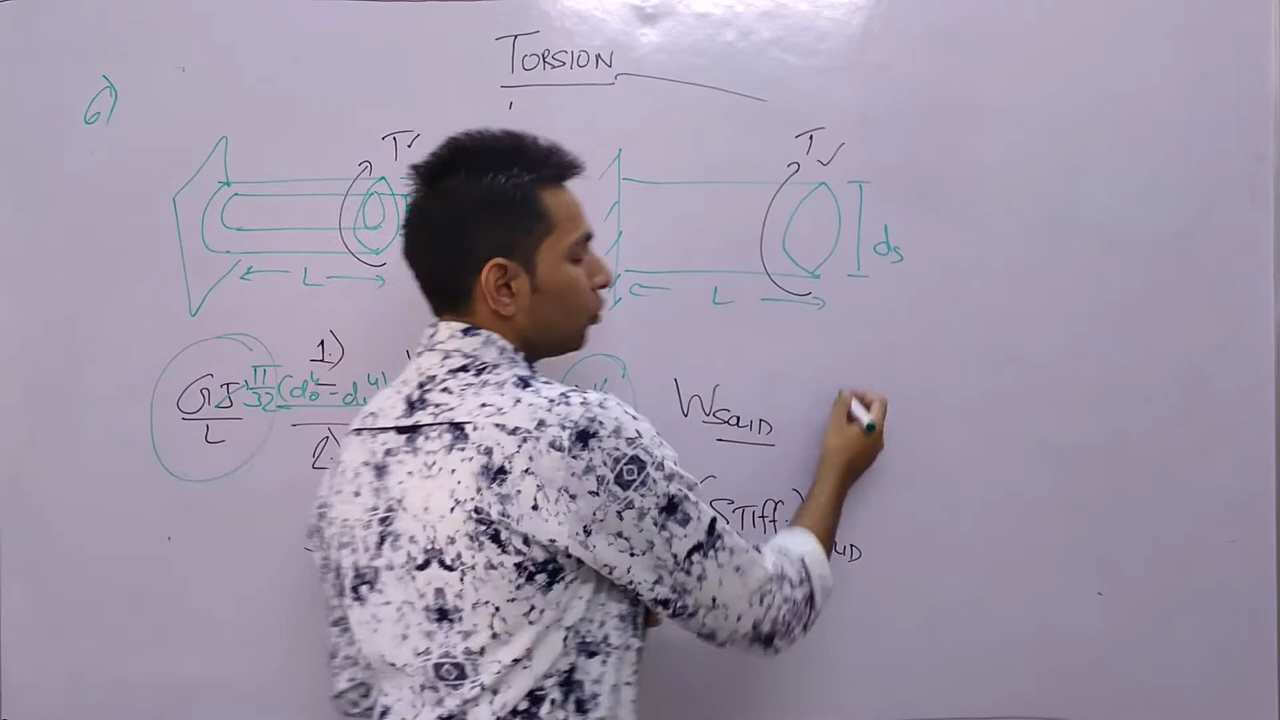 TORSION
6)
T✓
T✓
L
L
ds
1.)
GJ/L π/32 (do⁴ - di⁴)
2.)
WSOLID
(STIff.)